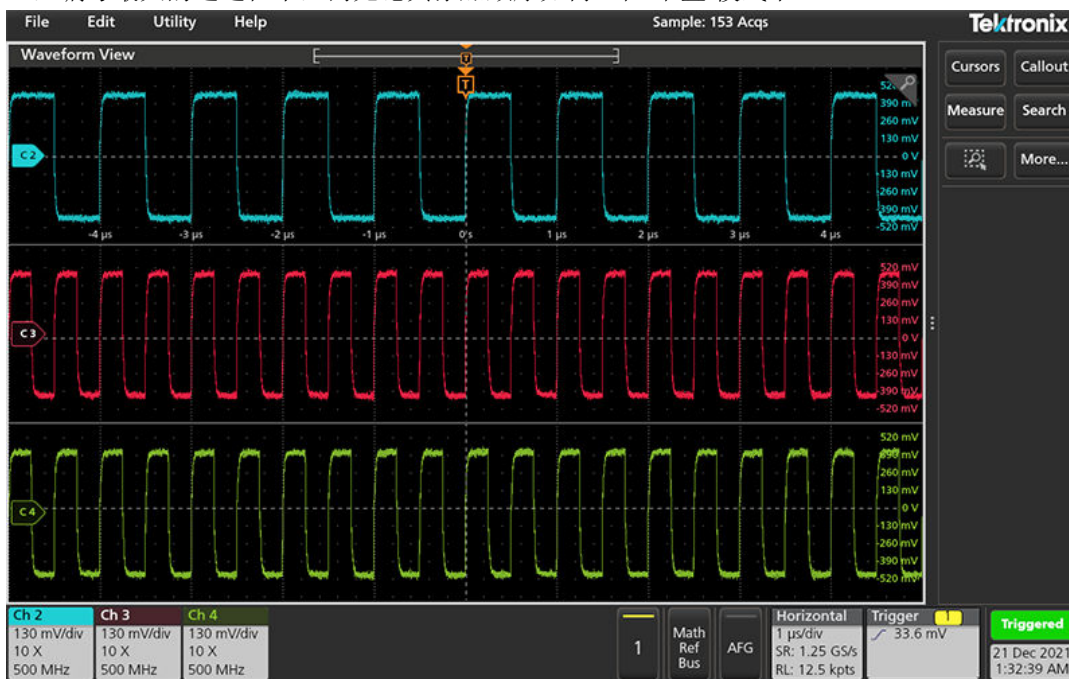 File Edit Utility Help Sample: 153 Acqs Tektronix
Waveform View
Cursors Callout
Measure Search
More...
T
T
390 m
260 mV
130 mV
0 V
-130 mV
-260 mV
-390 mV
-520 mV
C 2
-4 µs -3 µs -2 µs -1 µs 0 s 1 µs 2 µs 3 µs 4 µs
520 mV
390 mV
260 mV
130 mV
0 V
-130 mV
-260 mV
-390 mV
-520 mV
C 3
520 mV
390 mV
260 mV
130 mV
0 V
-130 mV
-260 mV
-390 mV
-520 mV
C 4
Ch 2
130 mV/div
10 X
500 MHz
Ch 3
130 mV/div
10 X
500 MHz
Ch 4
130 mV/div
10 X
500 MHz
1
Math
Ref
Bus
AFG
Horizontal
1 µs/div
SR: 1.25 GS/s
RL: 12.5 kpts
Trigger 1
33.6 mV
Triggered
21 Dec 2021
1:32:39 AM